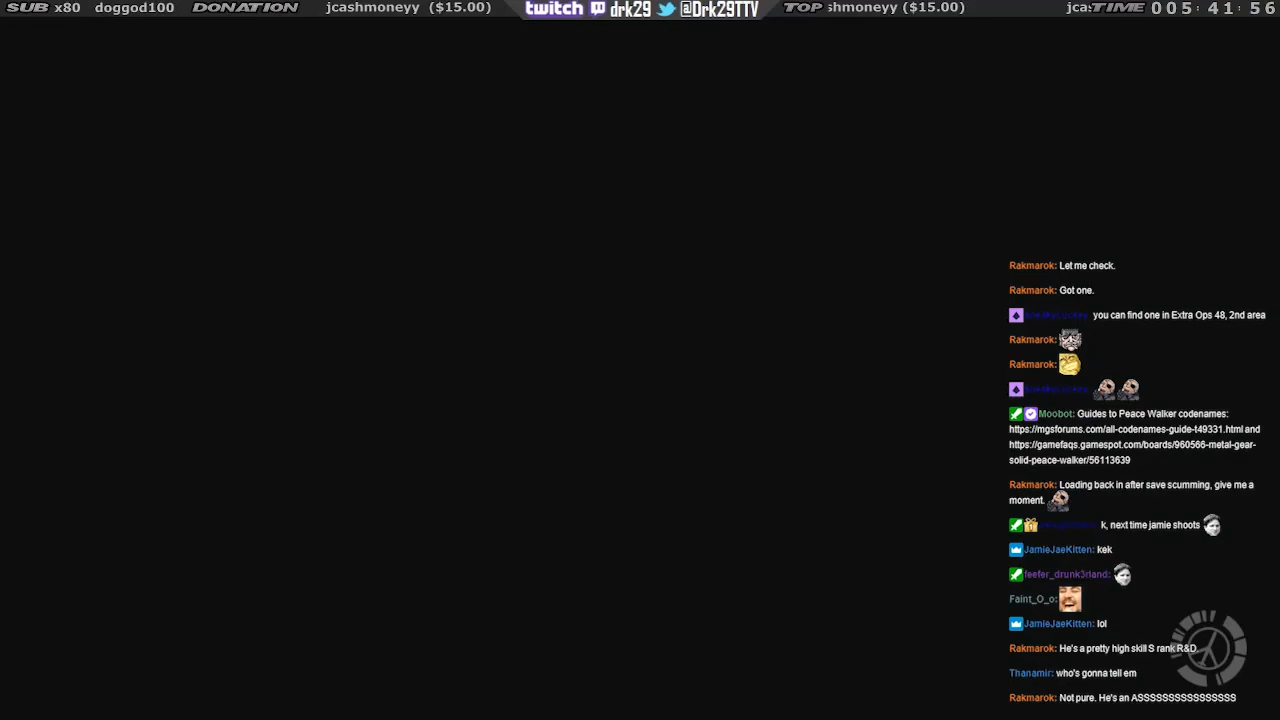 SUB x80 doggod100 DONATION jcashmoneyy ($15.00) twitch drk29 @Drk29TTV TOP shmoneyy ($15.00) jca TIME 005:41:56
Rakmarok: Let me check.
Rakmarok: Got one.
you can find one in Extra Ops 48, 2nd area
Rakmarok:
Rakmarok:
Moobot: Guides to Peace Walker codenames:
https://mgsforums.com/all-codenames-guide-t49331.html and
https://gamefaqs.gamespot.com/boards/960566-metal-gear-
solid-peace-walker/56113639
Rakmarok: Loading back in after save scumming, give me a
moment.
k, next time jamie shoots
JamieJaeKitten: kek
feefer_drunk3rland:
Faint_O_o:
JamieJaeKitten: lol
Rakmarok: He's a pretty high skill S rank R&D.
Thanamir: who's gonna tell em
Rakmarok: Not pure. He's an ASSSSSSSSSSSSSSSS